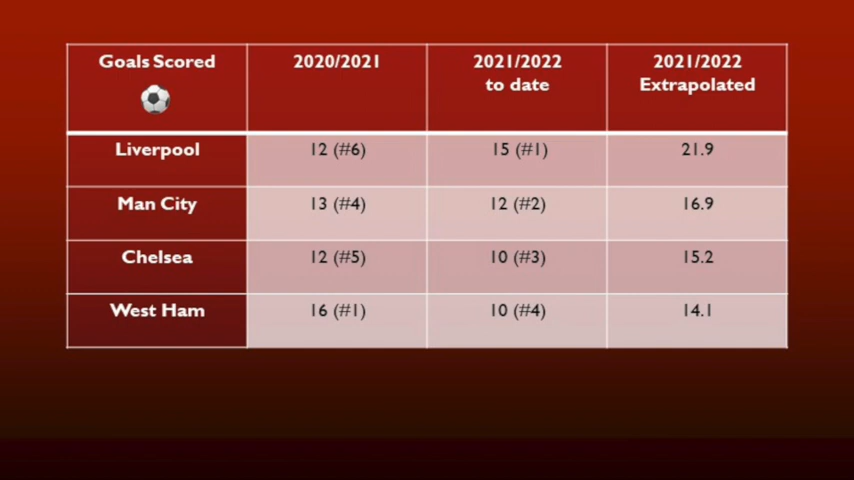 Goals Scored
2020/2021
2021/2022
to date
2021/2022
Extrapolated
Liverpool
12 (#6)
15 (#1)
21.9
Man City
13 (#4)
12 (#2)
16.9
Chelsea
12 (#5)
10 (#3)
15.2
West Ham
16 (#1)
10 (#4)
14.1